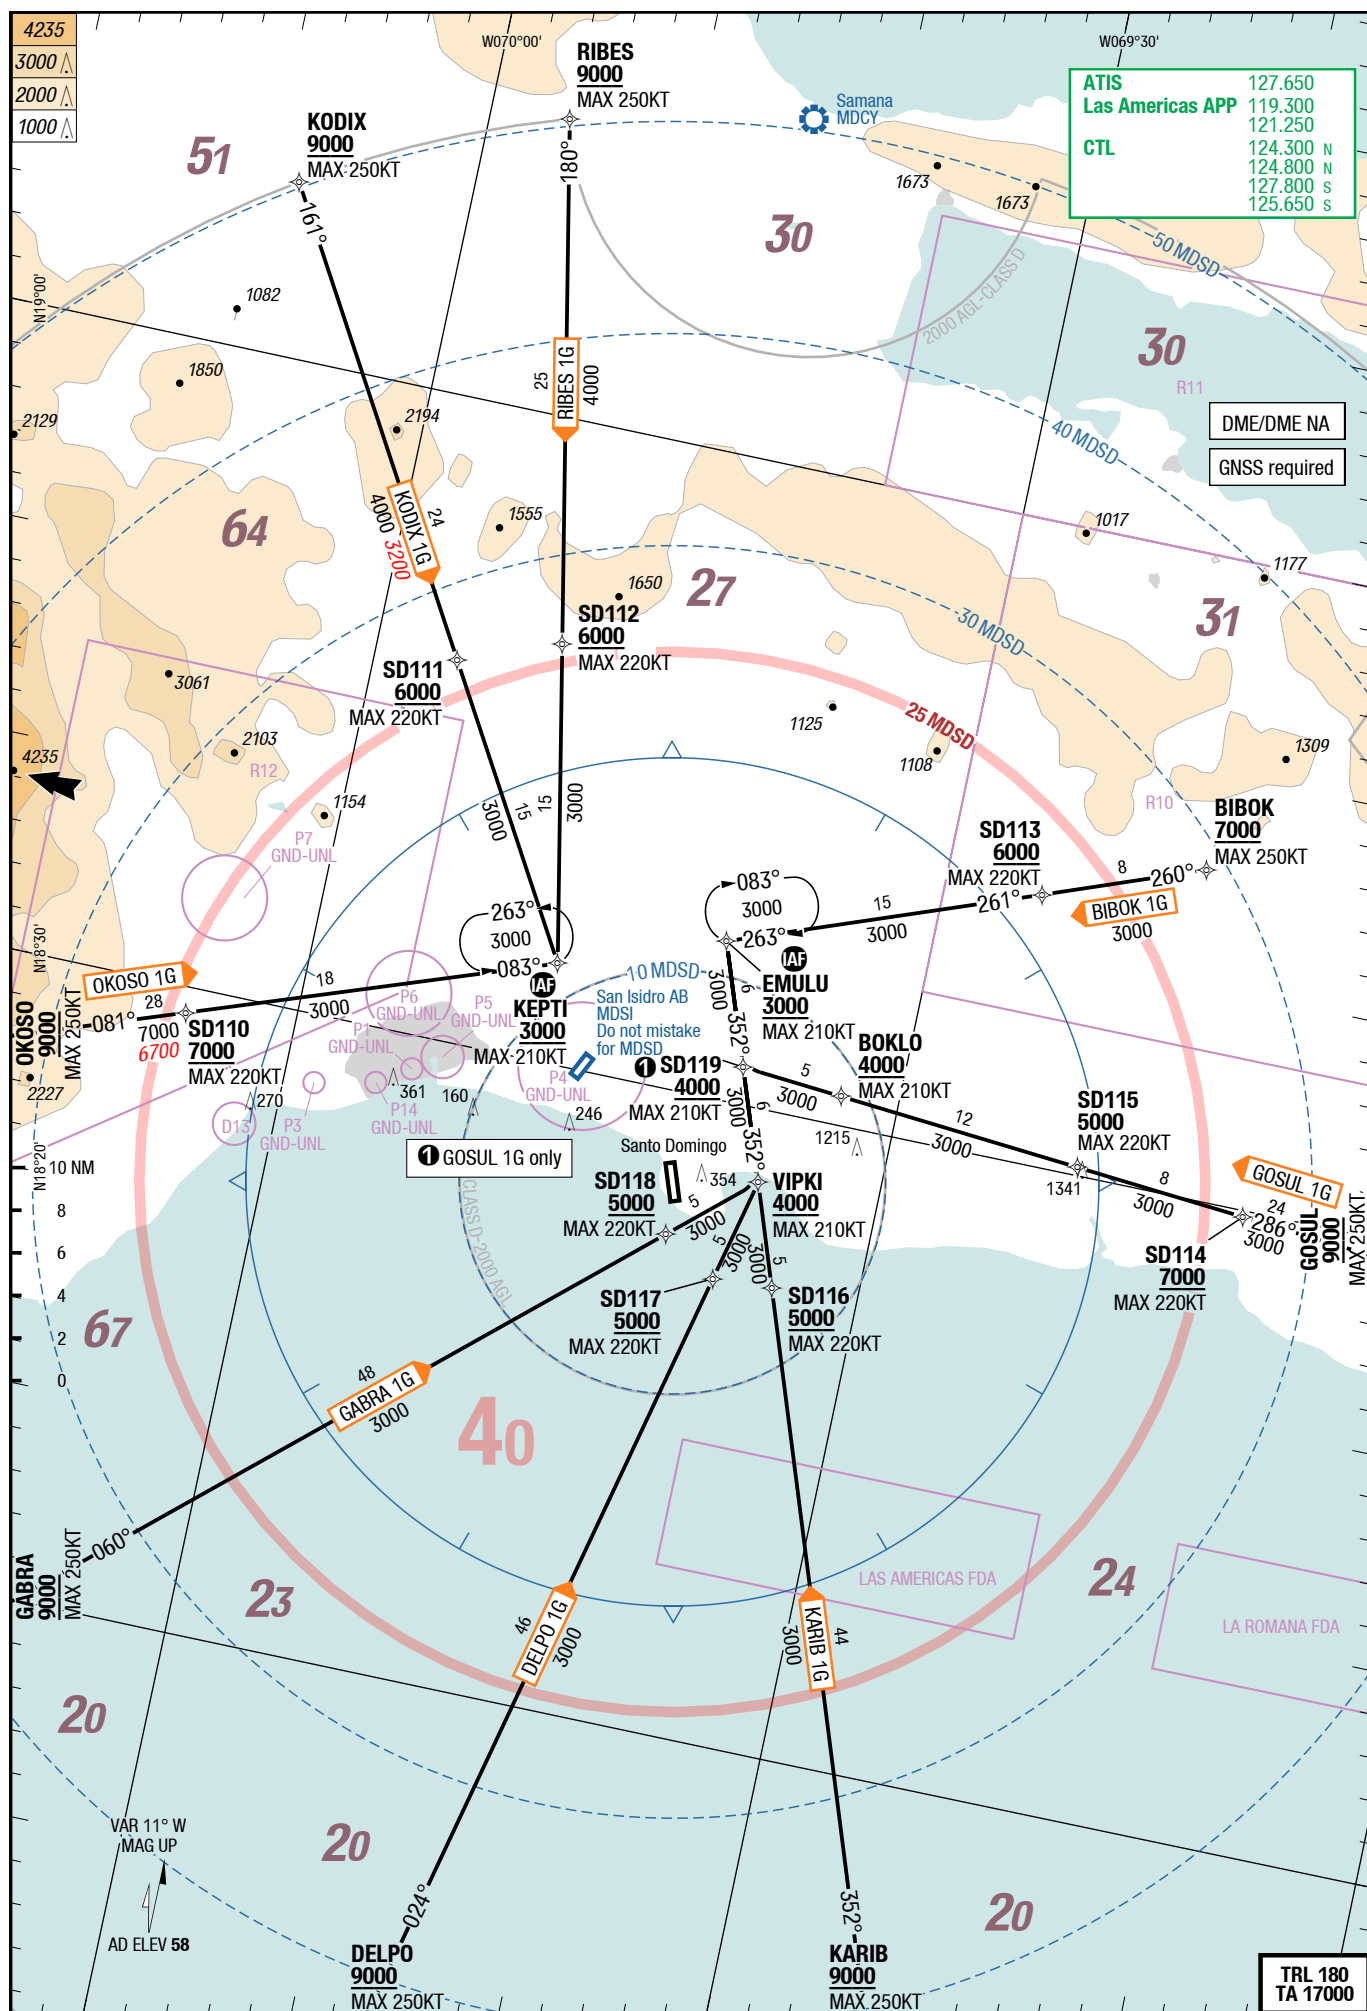 4235
3000
2000
1000
W070°00'
W069°30'
RIBES
9000
MAX 250KT
KODIX
9000
MAX 250KT
Samana
MDCY
ATIS 127.650
Las Americas APP 119.300
121.250
CTL 124.300 N
124.800 N
127.800 S
125.650 S
51
180°
161°
1673
1673
30
50 MDSD
2000 AGL-CLASS D
N19°00'
1082
30
R11
1850
25
RIBES 1G
4000
2129
2194
40 MDSD
DME/DME NA
GNSS required
24
KODIX 1G
4000
3200
1555
64
1017
1177
1650
27
31
30 MDSD
SD112
6000
MAX 220KT
SD111
6000
MAX 220KT
3061
1125
25 MDSD
2103
R12
4235
1108
1309
1154
15
3000
15
3000
R10
P7
GND-UNL
BIBOK
7000
MAX 250KT
SD113
6000
MAX 220KT
8
260°
083°
3000
263°
15
3000
261°
BIBOK 1G
3000
263°
3000
083°
IAF
IAF
N18°30'
OKOSO 1G
18
3000
10 MDSD
EMULU
3000
MAX 210KT
6
3000
352°
KEPTI
3000
MAX 210KT
San Isidro AB
MDSI
Do not mistake
for MDSD
P6
GND-UNL
P5
GND-UNL
P1
GND-UNL
OKOSO
9000
MAX 250KT
28
081°
7000
6700
SD110
7000
MAX 220KT
BOKLO
4000
MAX 210KT
1 SD119
4000
MAX 210KT
5
3000
P4
GND-UNL
2227
270
361
160
246
D13
P3
GND-UNL
P14
GND-UNL
12
3000
SD115
5000
MAX 220KT
6
3000
352°
1215
1341
Santo Domingo
1 GOSUL 1G only
N18°20'
10 NM
8
6
4
2
0
354
VIPKI
4000
MAX 210KT
SD118
5000
MAX 220KT
5
3000
8
3000
GOSUL 1G
24
286°
3000
GOSUL
9000
MAX 250KT
SD114
7000
MAX 220KT
CLASS D-2000 AGL
5
3000
5
3000
SD117
5000
MAX 220KT
SD116
5000
MAX 220KT
67
48
GABRA 1G
3000
40
060°
GABRA
9000
MAX 250KT
23
24
LAS AMERICAS FDA
LA ROMANA FDA
46
DELPO 1G
3000
44
KARIB 1G
3000
20
VAR 11° W
MAG UP
20
20
024°
352°
AD ELEV 58
DELPO
9000
MAX 250KT
KARIB
9000
MAX 250KT
TRL 180
TA 17000